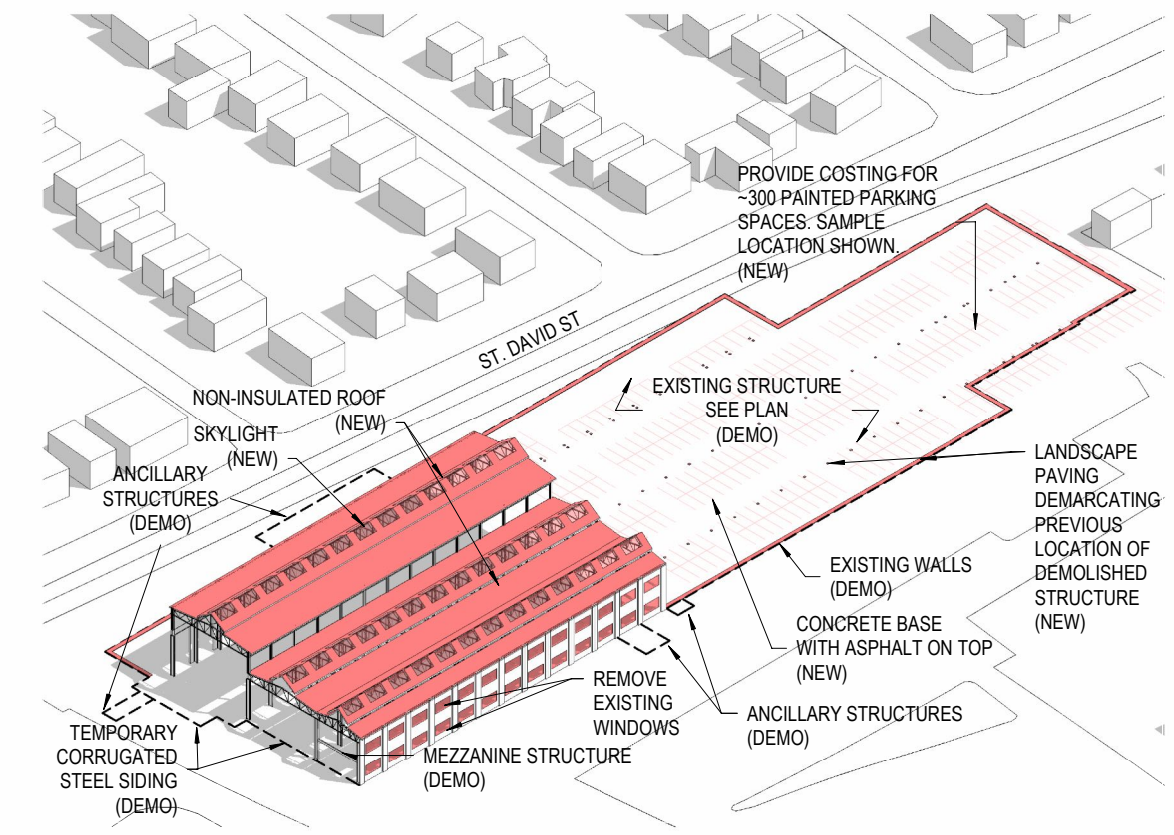 PROVIDE COSTING FOR
~300 PAINTED PARKING
SPACES. SAMPLE
LOCATION SHOWN.
(NEW)
ST. DAVID ST
NON-INSULATED ROOF
(NEW)
SKYLIGHT
(NEW)
ANCILLARY
STRUCTURES
(DEMO)
EXISTING STRUCTURE
SEE PLAN
(DEMO)
LANDSCAPE
PAVING
DEMARCATING
PREVIOUS
LOCATION OF
DEMOLISHED
STRUCTURE
(NEW)
EXISTING WALLS
(DEMO)
CONCRETE BASE
WITH ASPHALT ON TOP
(NEW)
REMOVE
EXISTING
WINDOWS
ANCILLARY STRUCTURES
(DEMO)
MEZZANINE STRUCTURE
(DEMO)
TEMPORARY
CORRUGATED
STEEL SIDING
(DEMO)